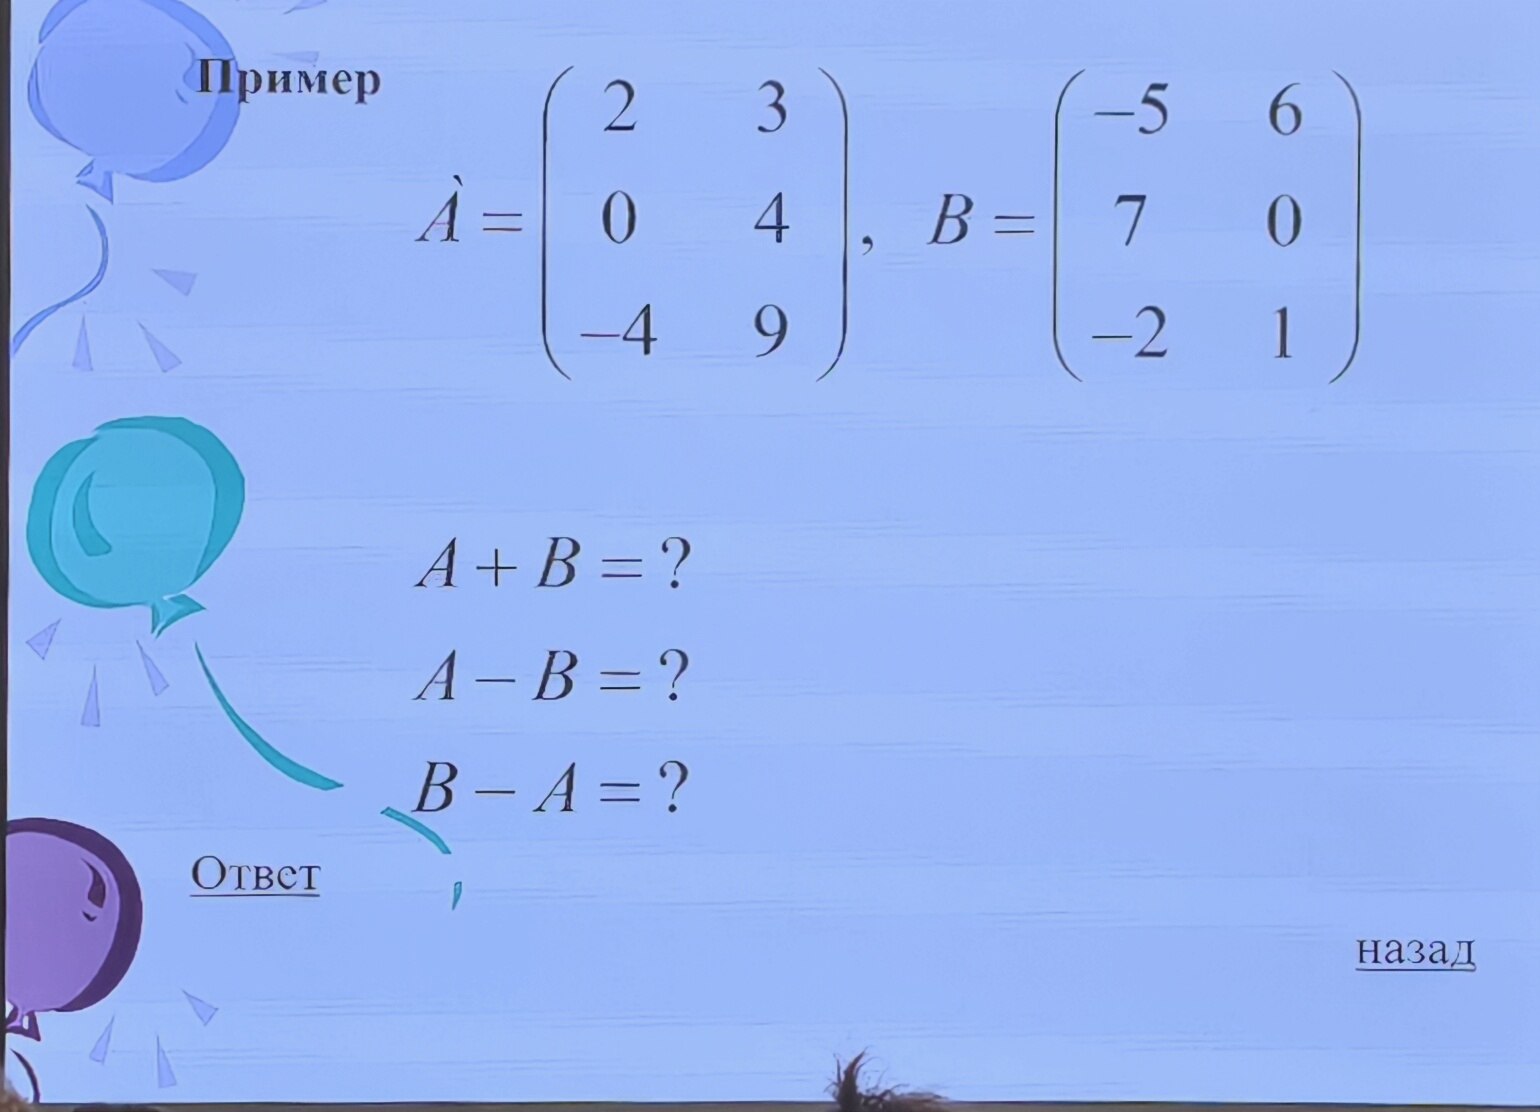 Пример
À = ( 2 3 ; 0 4 ; −4 9 ), B = ( −5 6 ; 7 0 ; −2 1 )
A + B = ?
A − B = ?
B − A = ?
Ответ
назад